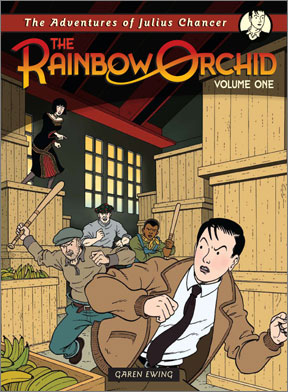 The Adventures of Julius Chancer
THE
RAINBOW ORCHID
VOLUME ONE
GAREN EWING